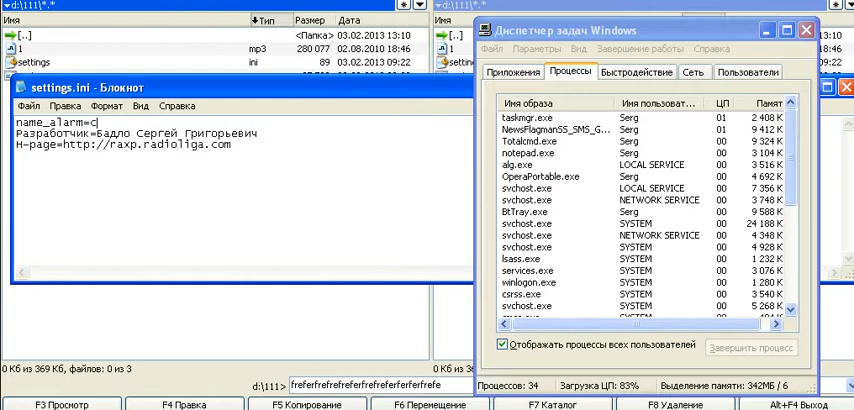 d:\111\*.*
d:\111\*.*
Имя Тип Размер Дата
Имя
[..] <Папка> 03.02.2013 13:10
[..]
1 mp3 280 077 02.08.2010 18:46
1
settings ini 89 03.02.2013 09:22
settings
settings.ini - Блокнот
Файл Правка Формат Вид Справка
name_alarm=c
Разработчик=Бадло Сергей Григорьевич
H-page=http://raxp.radioliga.com
Диспетчер задач Windows
Файл Параметры Вид Завершение работы Справка
Приложения Процессы Быстродействие Сеть Пользователи
Имя образа Имя пользоват... ЦП Памят
taskmgr.exe Serg 01 2 408 К
NewsFlagmanSS_SMS_G... Serg 01 9 412 К
Totalcmd.exe Serg 00 9 324 К
notepad.exe Serg 00 3 104 К
alg.exe LOCAL SERVICE 00 3 516 К
OperaPortable.exe Serg 00 4 692 К
svchost.exe LOCAL SERVICE 00 7 356 К
svchost.exe NETWORK SERVICE 00 3 748 К
BtTray.exe Serg 00 9 588 К
svchost.exe SYSTEM 00 24 188 К
svchost.exe NETWORK SERVICE 00 4 348 К
svchost.exe SYSTEM 00 4 928 К
lsass.exe SYSTEM 00 1 232 К
services.exe SYSTEM 00 3 076 К
winlogon.exe SYSTEM 00 1 280 К
csrss.exe SYSTEM 00 3 540 К
svchost.exe SYSTEM 00 5 268 К
Отображать процессы всех пользователей
Завершить процесс
Процессов: 34 Загрузка ЦП: 83% Выделение памяти: 342МБ / 6
0 Кб из 369 Кб, файлов: 0 из 3
0 Кб из 369
d:\111>
F3 Просмотр F4 Правка F5 Копирование F6 Перемещение F7 Каталог F8 Удаление Alt+F4 Выход